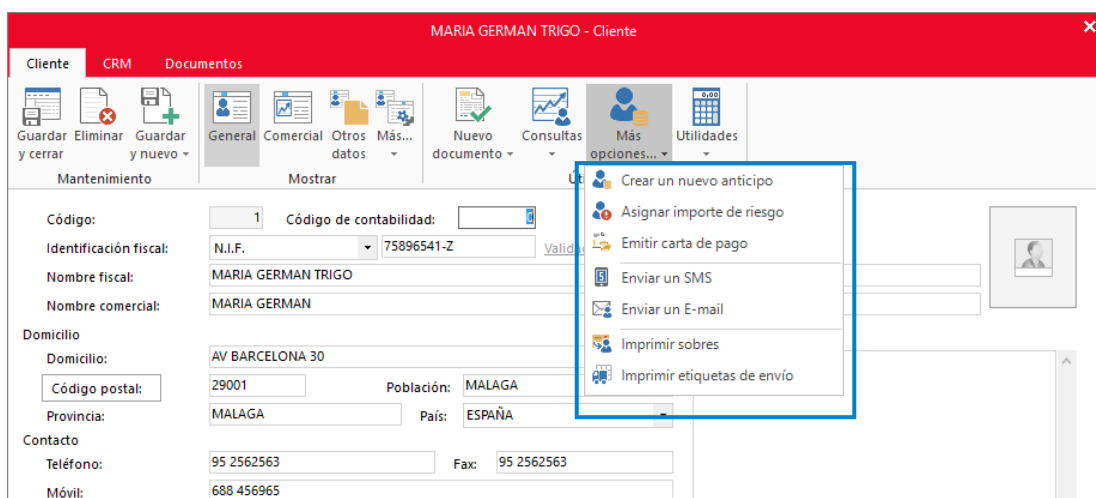 MARIA GERMAN TRIGO - Cliente
Cliente CRM Documentos
Guardar y cerrar
Eliminar
Guardar y nuevo
General
Comercial
Otros datos
Más...
Nuevo documento
Consultas
Más opciones...
Utilidades
Mantenimiento
Mostrar
Crear un nuevo anticipo
Asignar importe de riesgo
Emitir carta de pago
Enviar un SMS
Enviar un E-mail
Imprimir sobres
Imprimir etiquetas de envío
Código: 1 Código de contabilidad: 0
Identificación fiscal: N.I.F. 75896541-Z
Nombre fiscal: MARIA GERMAN TRIGO
Nombre comercial: MARIA GERMAN
Domicilio
Domicilio: AV BARCELONA 30
Código postal: 29001 Población: MALAGA
Provincia: MALAGA País: ESPAÑA
Contacto
Teléfono: 95 2562563 Fax: 95 2562563
Móvil: 688 456965